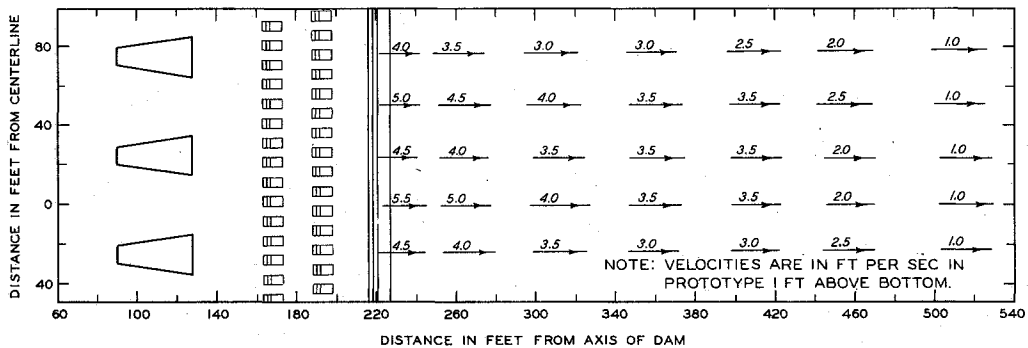 DISTANCE IN FEET FROM CENTERLINE
80
40
0
40
4.0 3.5 3.0 3.0 2.5 2.0 1.0
5.0 4.5 4.0 3.5 3.5 2.5 1.0
4.5 4.0 3.5 3.5 3.5 2.0 1.0
5.5 5.0 4.0 3.5 3.5 2.0 1.0
4.5 4.0 3.5 3.0 3.0 2.5 1.0
NOTE: VELOCITIES ARE IN FT PER SEC IN
PROTOTYPE 1 FT ABOVE BOTTOM.
60 100 140 180 220 260 300 340 380 420 460 500 540
DISTANCE IN FEET FROM AXIS OF DAM